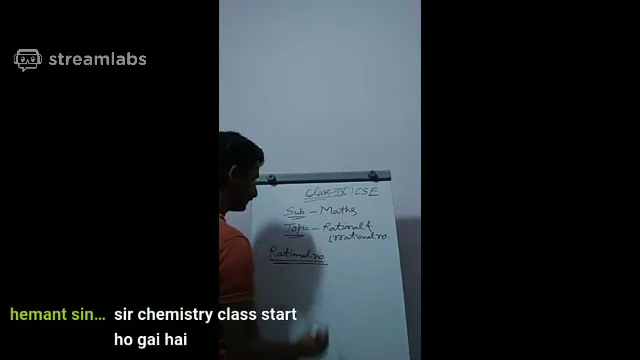 streamlabs
Class-IX ICSE
Sub - Maths
Topic - Rational &
irrational no.
Rational no
hemant sin... sir chemistry class start
ho gai hai